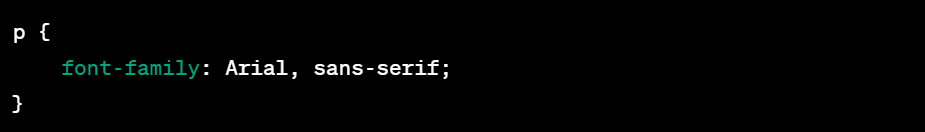 p {
    font-family: Arial, sans-serif;
}